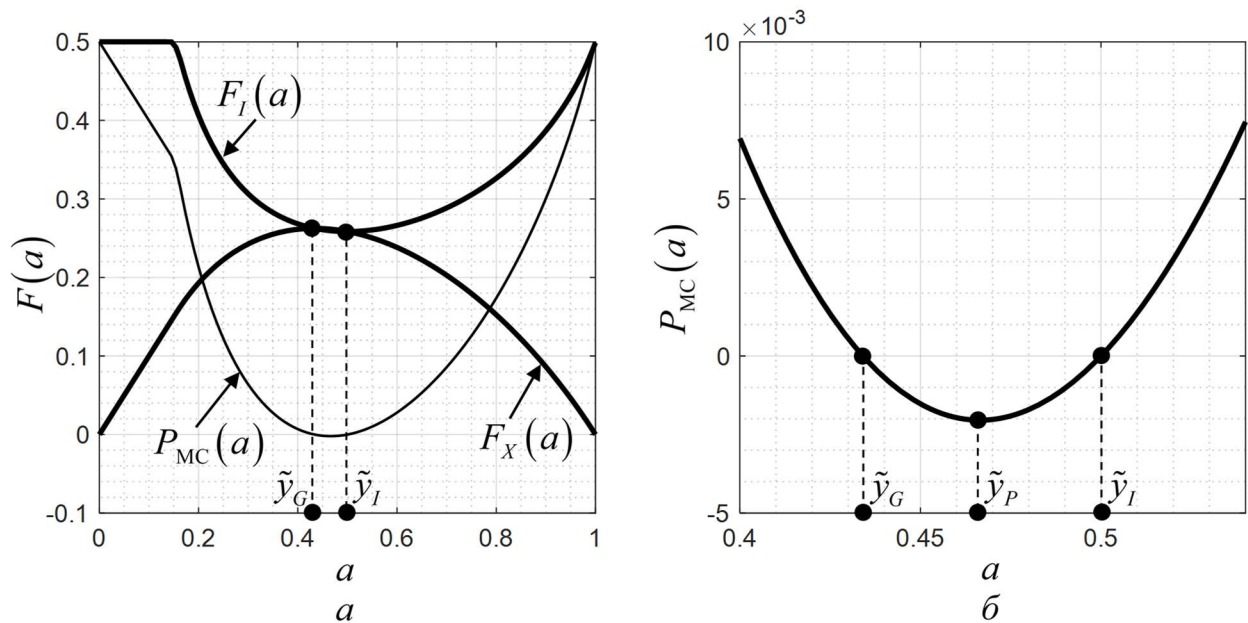 0.5
0.4
0.3
0.2
0.1
0
-0.1
F(a)
F_I(a)
P_MC(a)
F_X(a)
ỹ_G ỹ_I
0 0.2 0.4 0.6 0.8 1
a
а
×10⁻³
10
5
0
-5
P_MC(a)
ỹ_G ỹ_P ỹ_I
0.4 0.45 0.5
a
б